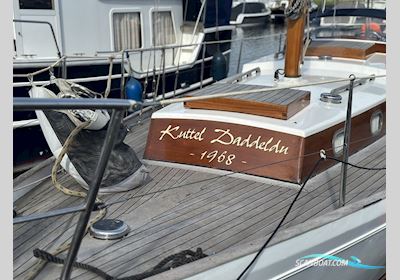 Kuttel Daddeldu
- 1968 -
SCANBOAT.COM